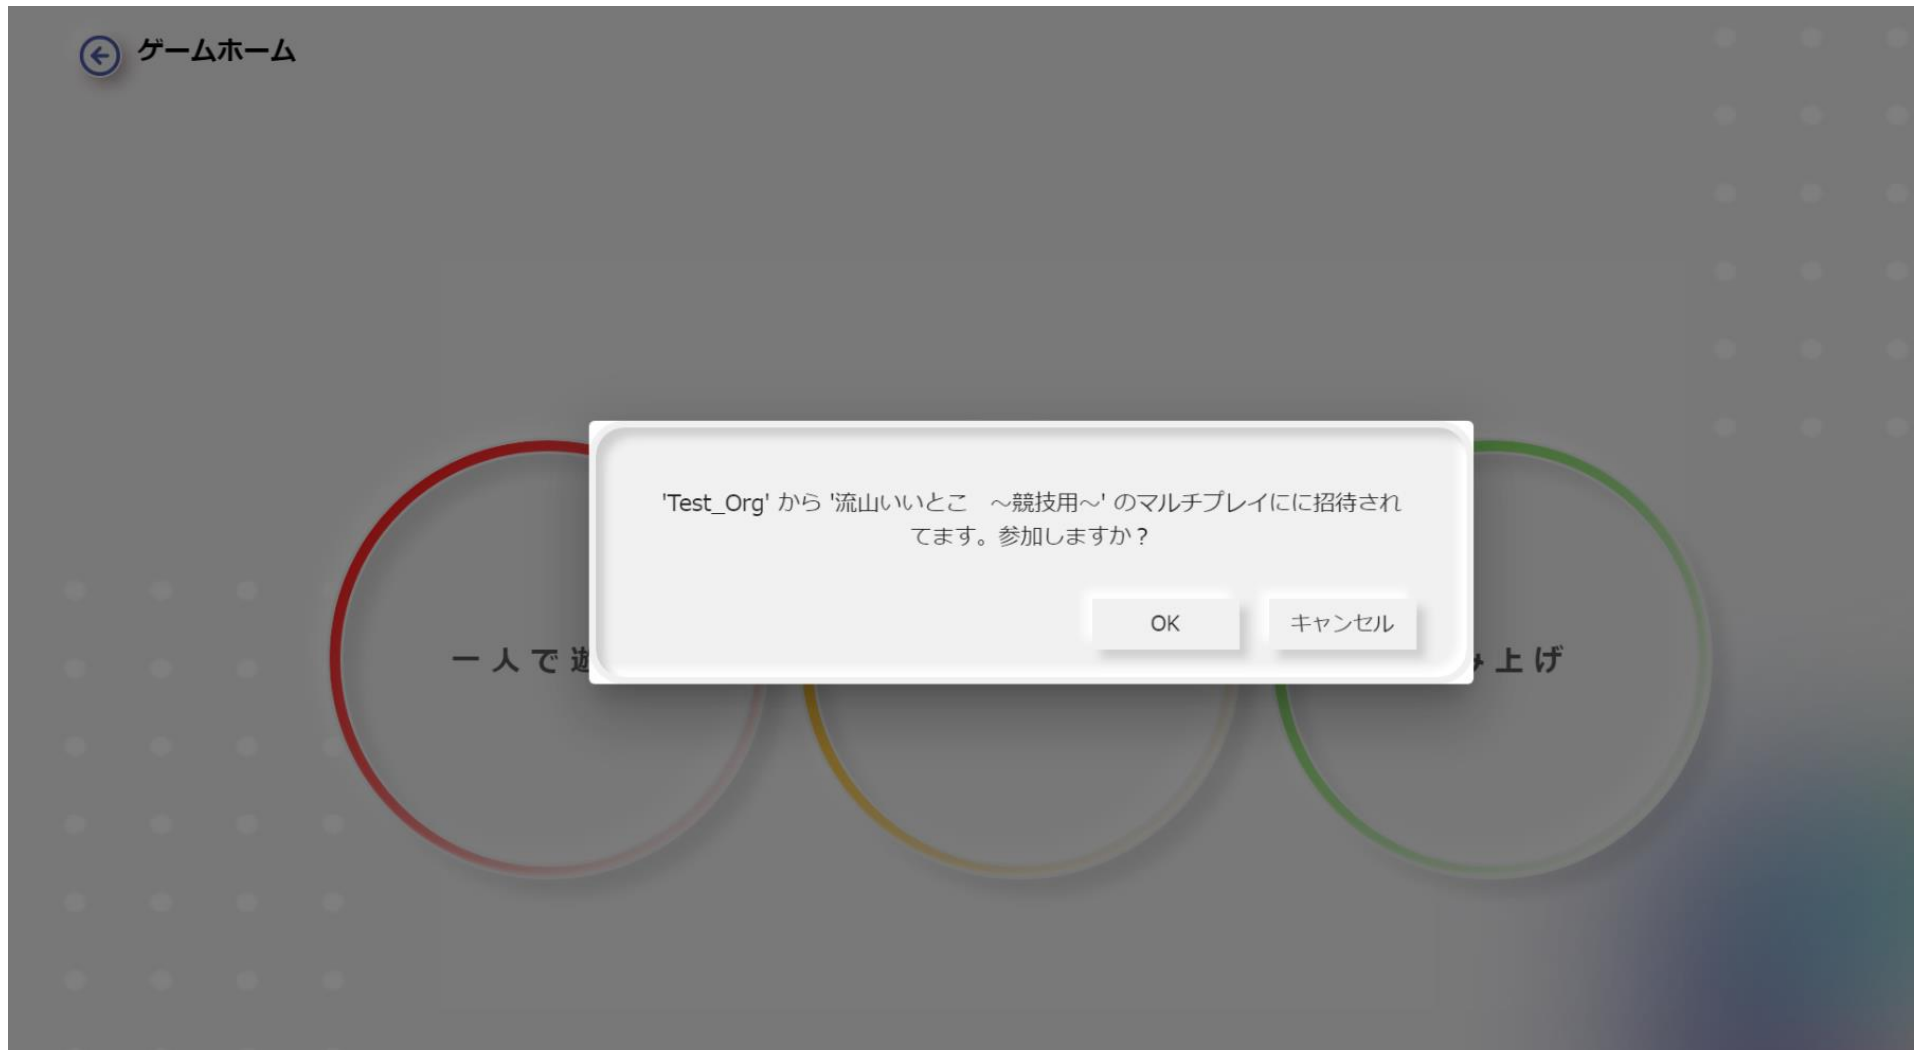 ゲームホーム
'Test_Org' から '流山いいとこ　～競技用～' のマルチプレイにに招待され
てます。参加しますか？
OK キャンセル
一人で遊 み上げ